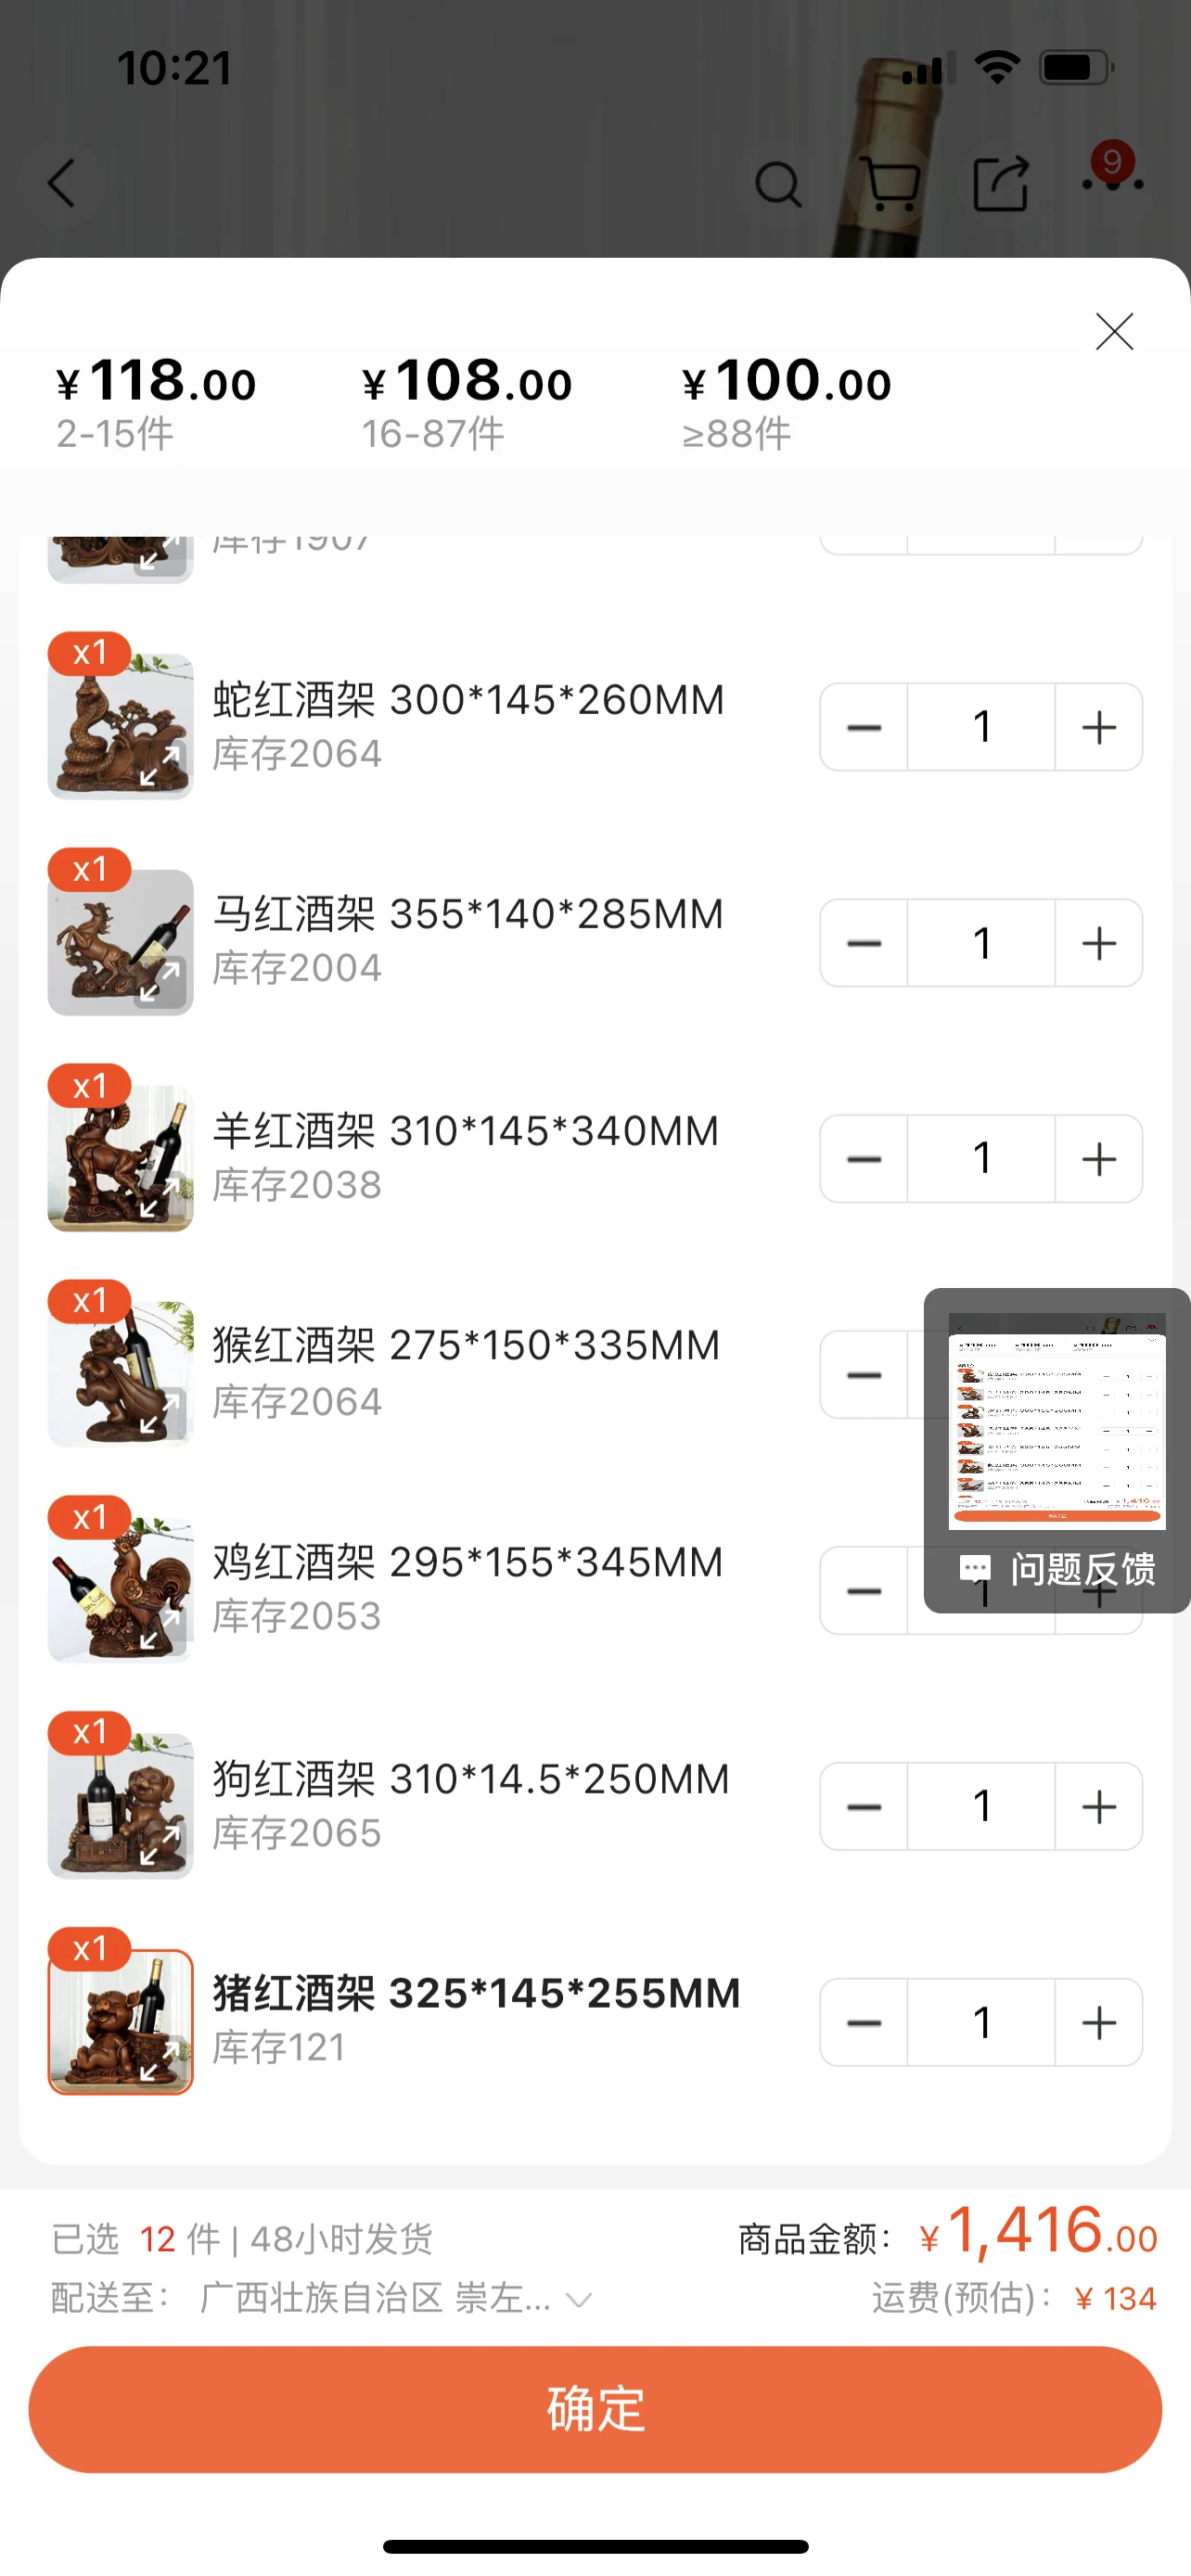 10:21
9
¥118.00 ¥108.00 ¥100.00
2-15件 16-87件 ≥88件
库存1907
x1
蛇红酒架 300*145*260MM
库存2064
1
x1
马红酒架 355*140*285MM
库存2004
1
x1
羊红酒架 310*145*340MM
库存2038
1
x1
猴红酒架 275*150*335MM
库存2064
x1
鸡红酒架 295*155*345MM
库存2053
1
问题反馈
x1
狗红酒架 310*14.5*250MM
库存2065
1
x1
猪红酒架 325*145*255MM
库存121
1
已选 12 件 | 48小时发货 商品金额: ¥1,416.00
配送至: 广西壮族自治区 崇左... 运费(预估): ¥ 134
确定